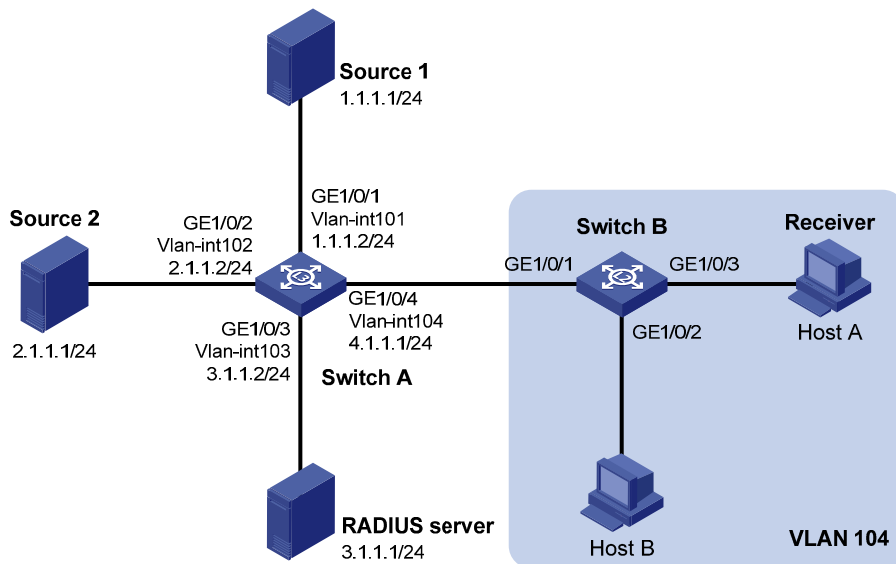 Source 1
1.1.1.1/24
Source 2
2.1.1.1/24
GE1/0/2
Vlan-int102
2.1.1.2/24
GE1/0/1
Vlan-int101
1.1.1.2/24
GE1/0/3
Vlan-int103
3.1.1.2/24
GE1/0/4
Vlan-int104
4.1.1.1/24
Switch A
RADIUS server
3.1.1.1/24
Switch B
GE1/0/1
GE1/0/3
GE1/0/2
Receiver
Host A
Host B
VLAN 104